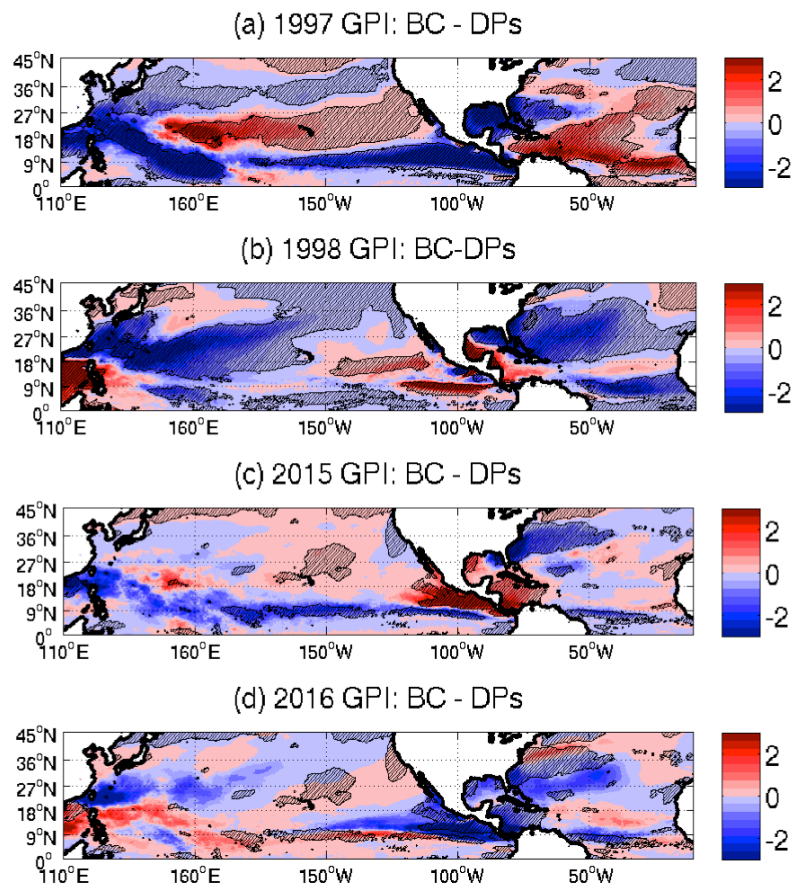 (a) 1997 GPI: BC - DPs
45°N
36°N
27°N
18°N
9°N
0°
110°E 160°E 150°W 100°W 50°W
2
0
-2
(b) 1998 GPI: BC-DPs
45°N
36°N
27°N
18°N
9°N
0°
110°E 160°E 150°W 100°W 50°W
2
0
-2
(c) 2015 GPI: BC - DPs
45°N
36°N
27°N
18°N
9°N
0°
110°E 160°E 150°W 100°W 50°W
2
0
-2
(d) 2016 GPI: BC - DPs
45°N
36°N
27°N
18°N
9°N
0°
110°E 160°E 150°W 100°W 50°W
2
0
-2